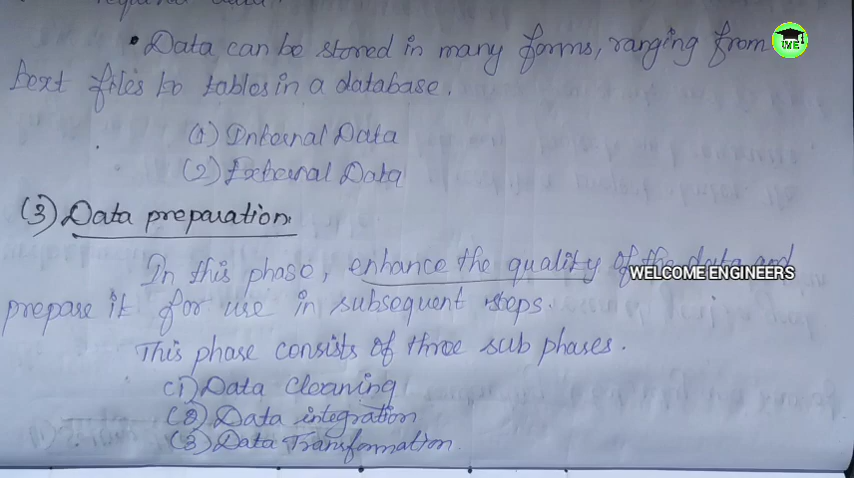 required data.
• Data can be stored in many forms, ranging from
text files to tables in a database.
(1) Internal Data
(2) External Data
(3) Data preparation:
In this phase, enhance the quality of the data and
prepare it for use in subsequent steps.
This phase consists of three sub phases.
(1) Data Cleaning
(2) Data integration
(3) Data Transformation.
IME
WELCOME ENGINEERS